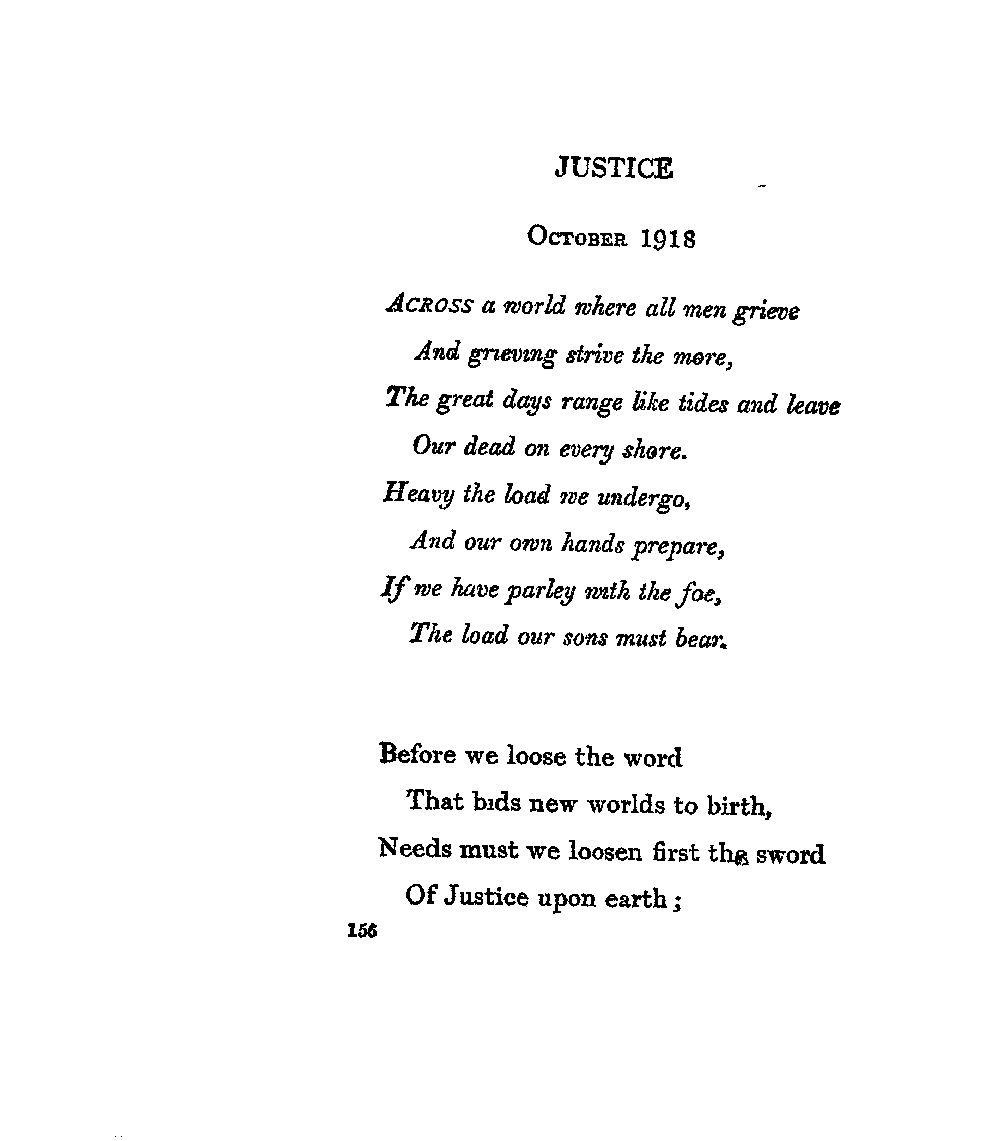 JUSTICE
OCTOBER 1918
ACROSS a world where all men grieve
And grieving strive the more,
The great days range like tides and leave
Our dead on every shore.
Heavy the load we undergo,
And our own hands prepare,
If we have parley with the foe,
The load our sons must bear.
Before we loose the word
That bids new worlds to birth,
Needs must we loosen first the sword
Of Justice upon earth;
156